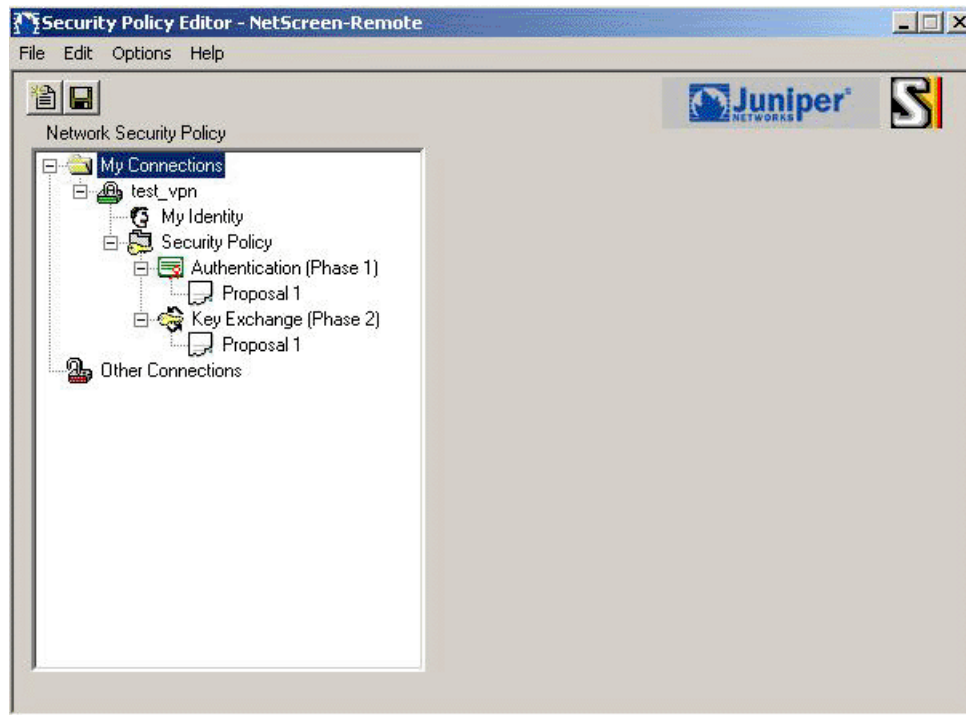 Security Policy Editor - NetScreen-Remote
File Edit Options Help
Juniper
NETWORKS
S
Network Security Policy
My Connections
test_vpn
My Identity
Security Policy
Authentication (Phase 1)
Proposal 1
Key Exchange (Phase 2)
Proposal 1
Other Connections